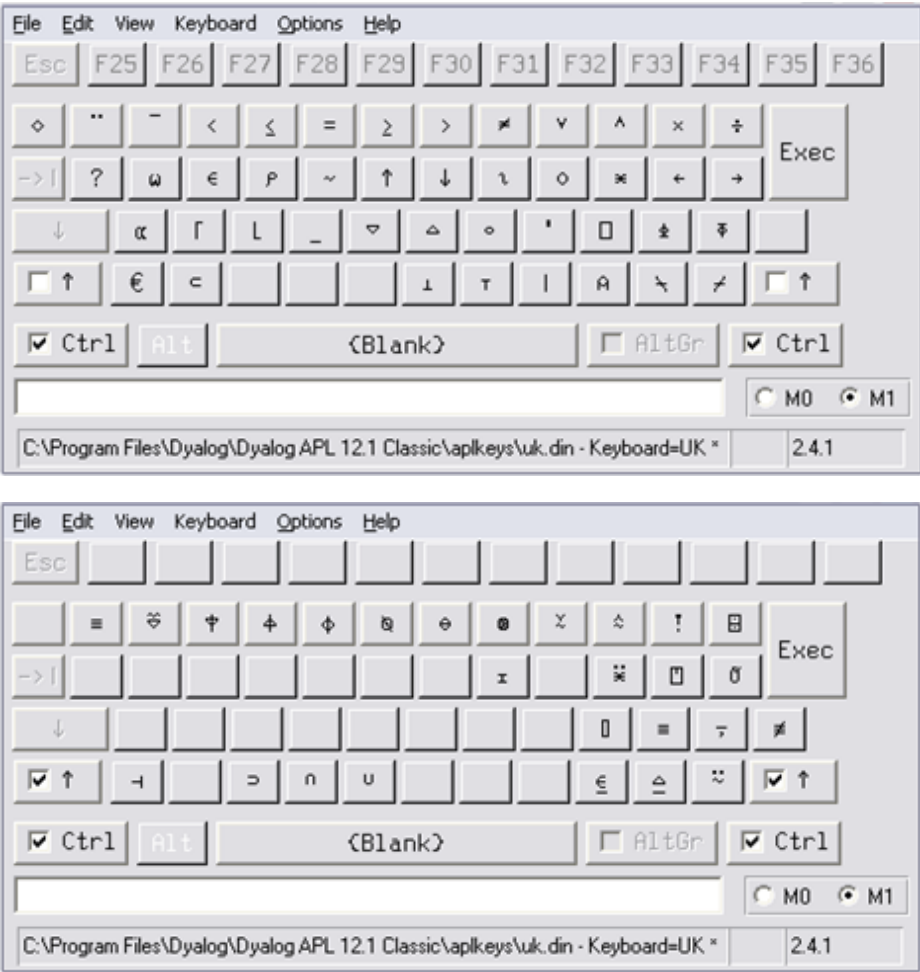 File Edit View Keyboard Options Help
Esc F25 F26 F27 F28 F29 F30 F31 F32 F33 F34 F35 F36
⋄ ¨ ¯ < ≤ = ≥ > ≠ ∨ ∧ × ÷
->| ? ⍵ ∊ ⍴ ~ ↑ ↓ ⍳ ○ * ← → Exec
↓ ⍺ ⌈ ⌊ _ ∇ ∆ ∘ ' ⎕ ⍎ ⍕
↑ € ⊂ ⊥ ⊤ | ⍝ ⍀ ⌿ ↑
Ctrl Alt {Blank} AltGr Ctrl
M0 M1
C:\Program Files\Dyalog\Dyalog APL 12.1 Classic\aplkeys\uk.din - Keyboard=UK * 2.4.1
File Edit View Keyboard Options Help
Esc
≡ ⍫ ⍒ ⍋ ⌽ ⍉ ⊖ ⍟ ⍱ ⍲ ! ⌹
->| ⌶ ⍣ ⍞ ⍥ Exec
↓ ⌷ ≡ ⍪ ≢
↑ ⊣ ⊃ ∩ ∪ ⍷ ⍙ ⍨ ↑
Ctrl Alt {Blank} AltGr Ctrl
M0 M1
C:\Program Files\Dyalog\Dyalog APL 12.1 Classic\aplkeys\uk.din - Keyboard=UK * 2.4.1